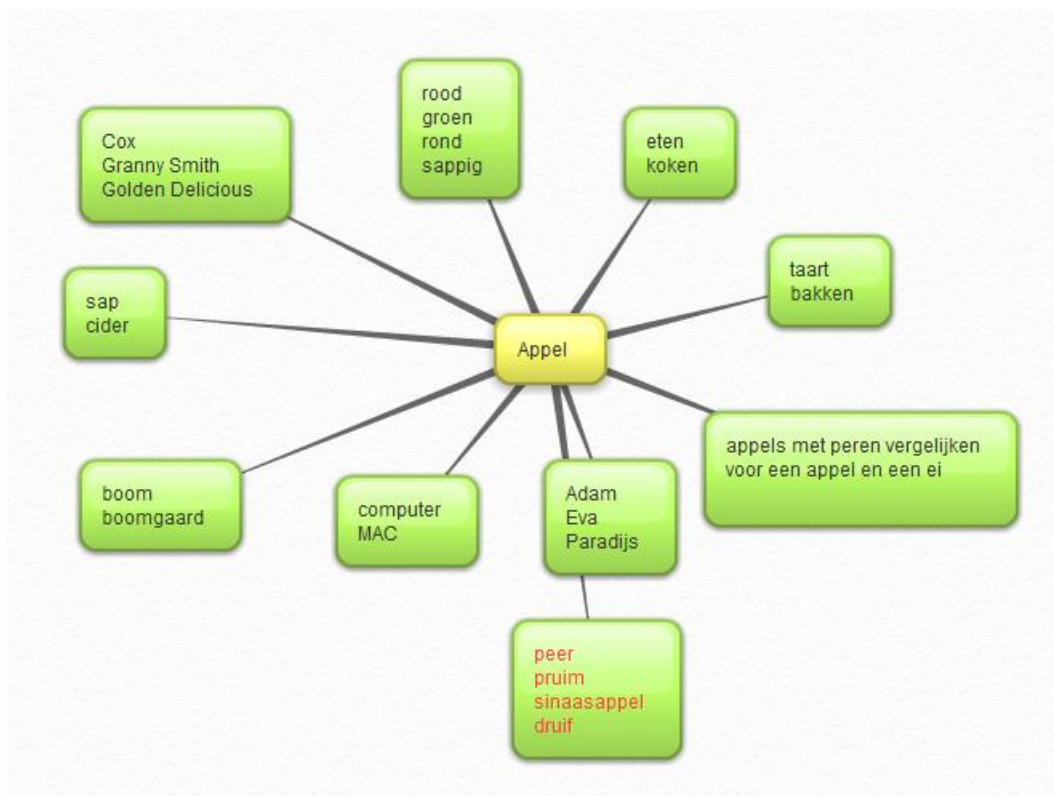 rood
groen
rond
sappig
Cox
Granny Smith
Golden Delicious
eten
koken
taart
bakken
sap
cider
Appel
appels met peren vergelijken
voor een appel en een ei
boom
boomgaard
computer
MAC
Adam
Eva
Paradijs
peer
pruim
sinaasappel
druif